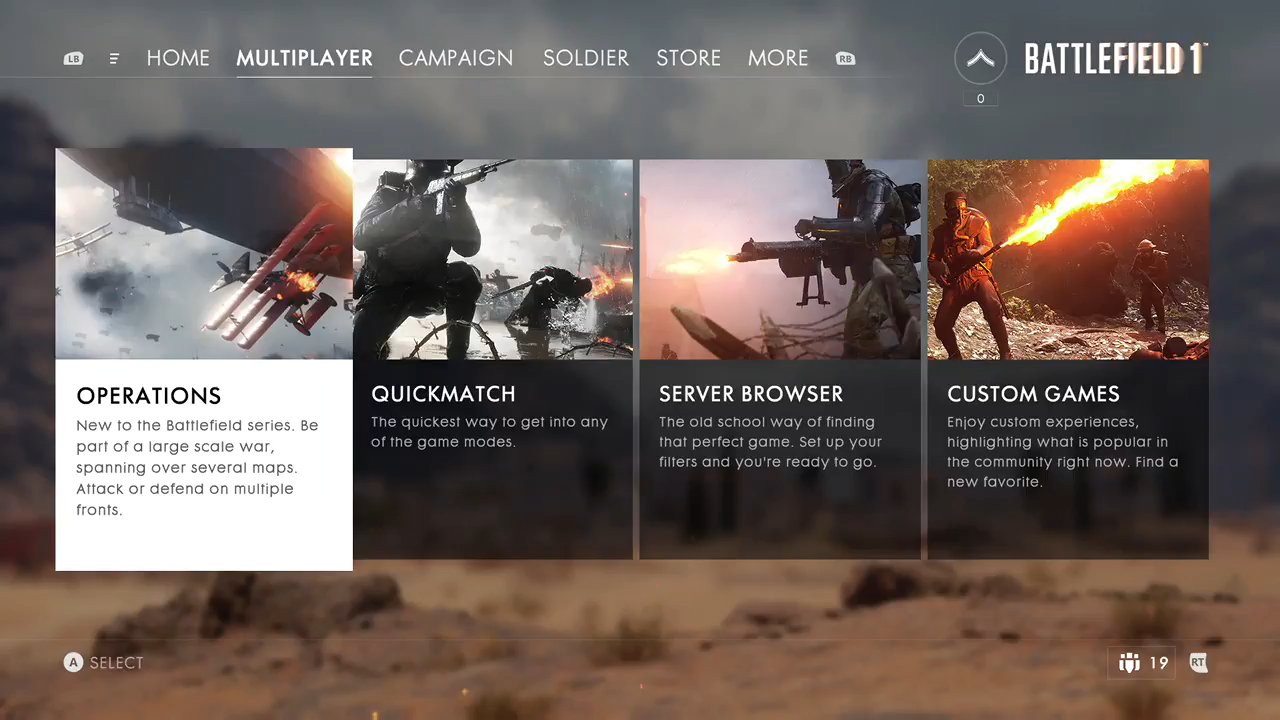 LB HOME MULTIPLAYER CAMPAIGN SOLDIER STORE MORE RB
BATTLEFIELD 1™
0
OPERATIONS
New to the Battlefield series. Be
part of a large scale war,
spanning over several maps.
Attack or defend on multiple
fronts.
QUICKMATCH
The quickest way to get into any
of the game modes.
SERVER BROWSER
The old school way of finding
that perfect game. Set up your
filters and you're ready to go.
CUSTOM GAMES
Enjoy custom experiences,
highlighting what is popular in
the community right now. Find a
new favorite.
A SELECT
19 RT